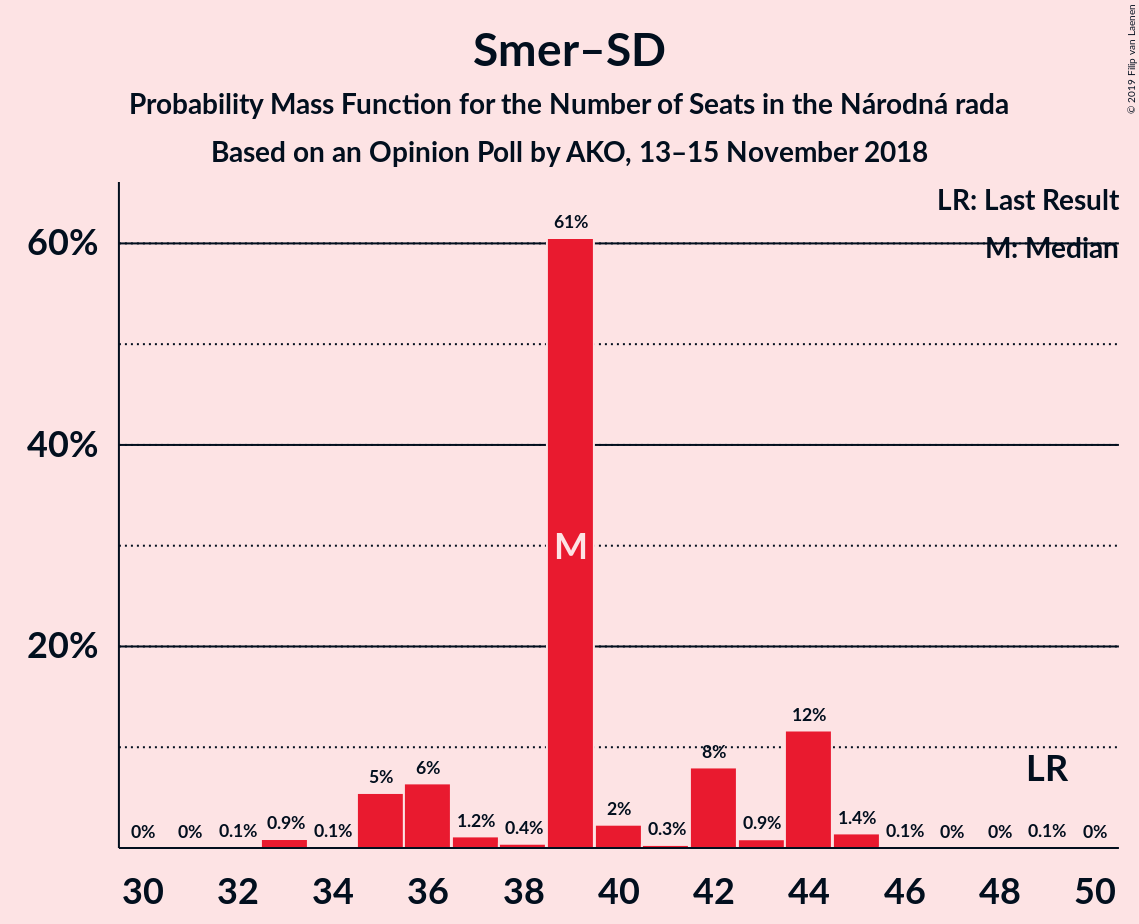 © 2019 Filip van Laenen
Smer–SD
Probability Mass Function for the Number of Seats in the Národná rada
Based on an Opinion Poll by AKO, 13–15 November 2018
LR: Last Result
M: Median
60%
40%
20%
61%
M
12%
8%
LR
5%
6%
2%
0% 0% 0.1% 0.9% 0.1% 1.2% 0.4% 0.3% 0.9% 1.4% 0.1% 0% 0% 0.1% 0%
30 32 34 36 38 40 42 44 46 48 50